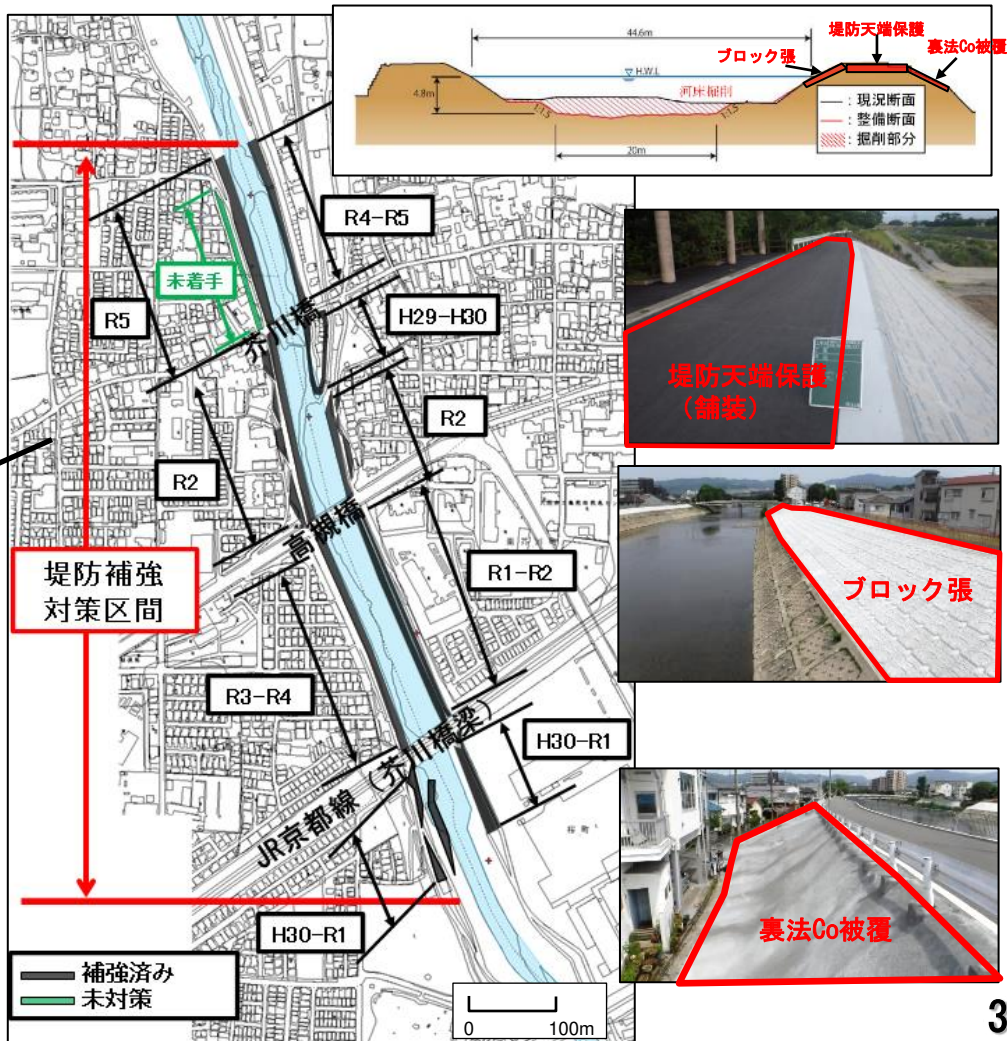 44.6m
堤防天端保護
ブロック張
裏法Co被覆
H.W.L
河床掘削
4.8m
1:1.5
1:1.5
20m
：現況断面
：整備断面
：掘削部分
R4-R5
未着手
R5
芥川橋
H29-H30
R2
R2
高槻橋
堤防補強
対策区間
R1-R2
R3-R4
JR京都線（芥川橋梁）
H30-R1
桜町
H30-R1
補強済み
未対策
0 100m
堤防天端保護
（舗装）
ブロック張
裏法Co被覆
3